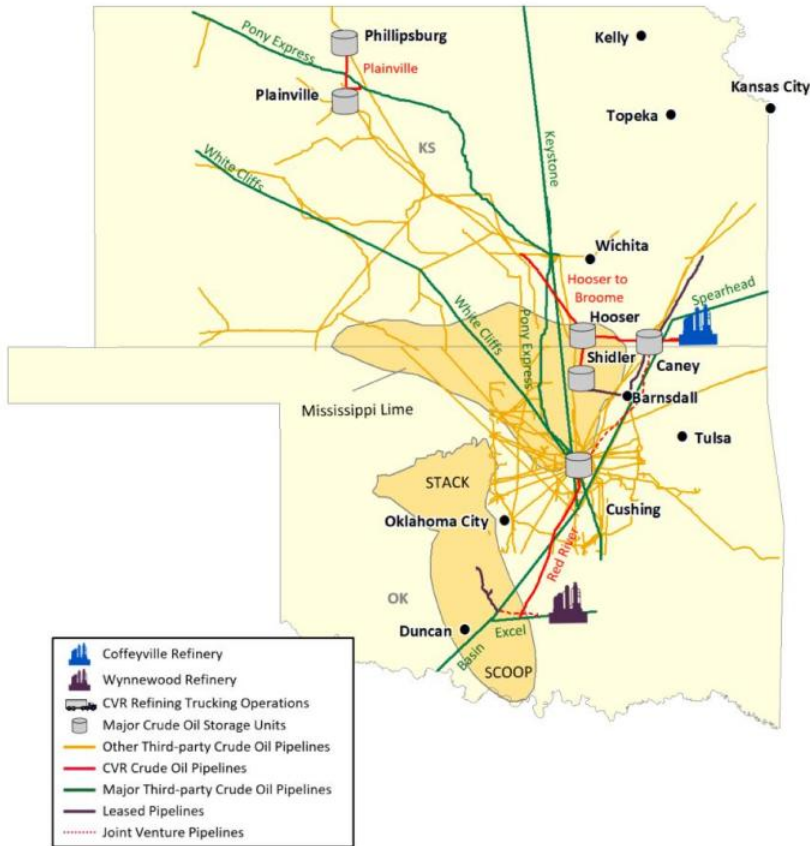 Phillipsburg
Kelly
Pony Express
Plainville
Kansas City
Plainville
Topeka
KS
Keystone
White Cliffs
Wichita
Hooser to
Broome
Spearhead
White Cliffs
Pony Express
Hooser
Shidler
Caney
Mississippi Lime
Barnsdall
Tulsa
STACK
Cushing
Oklahoma City
Red River
OK
Duncan
Excel
Basin
SCOOP
Coffeyville Refinery
Wynnewood Refinery
CVR Refining Trucking Operations
Major Crude Oil Storage Units
Other Third-party Crude Oil Pipelines
CVR Crude Oil Pipelines
Major Third-party Crude Oil Pipelines
Leased Pipelines
Joint Venture Pipelines